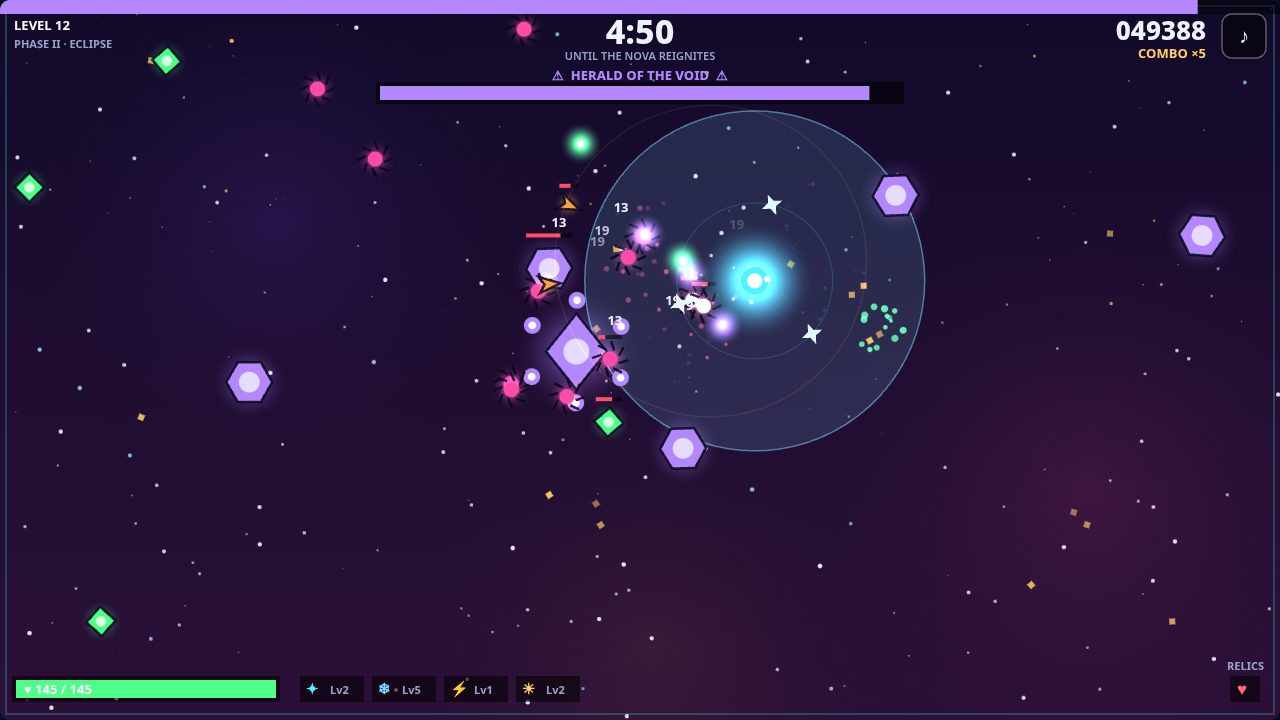 LEVEL 12
PHASE II · ECLIPSE
4:50
UNTIL THE NOVA REIGNITES
⚠ HERALD OF THE VOID ⚠
049388
COMBO ×5
♪
13
13
19
19
19
13
♥ 145 / 145
Lv2
Lv5
Lv1
Lv2
RELICS